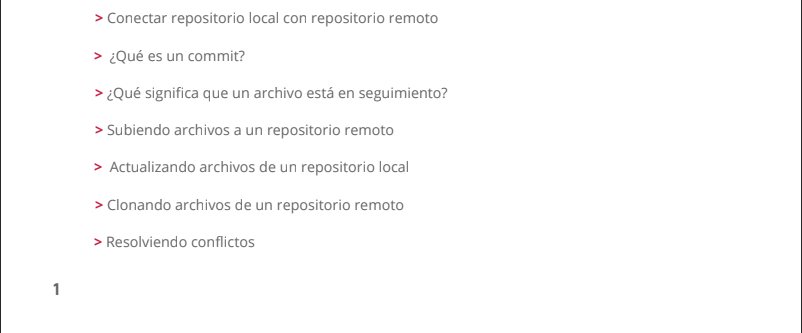 > Conectar repositorio local con repositorio remoto
> ¿Qué es un commit?
> ¿Qué significa que un archivo está en seguimiento?
> Subiendo archivos a un repositorio remoto
> Actualizando archivos de un repositorio local
> Clonando archivos de un repositorio remoto
> Resolviendo conflictos
1